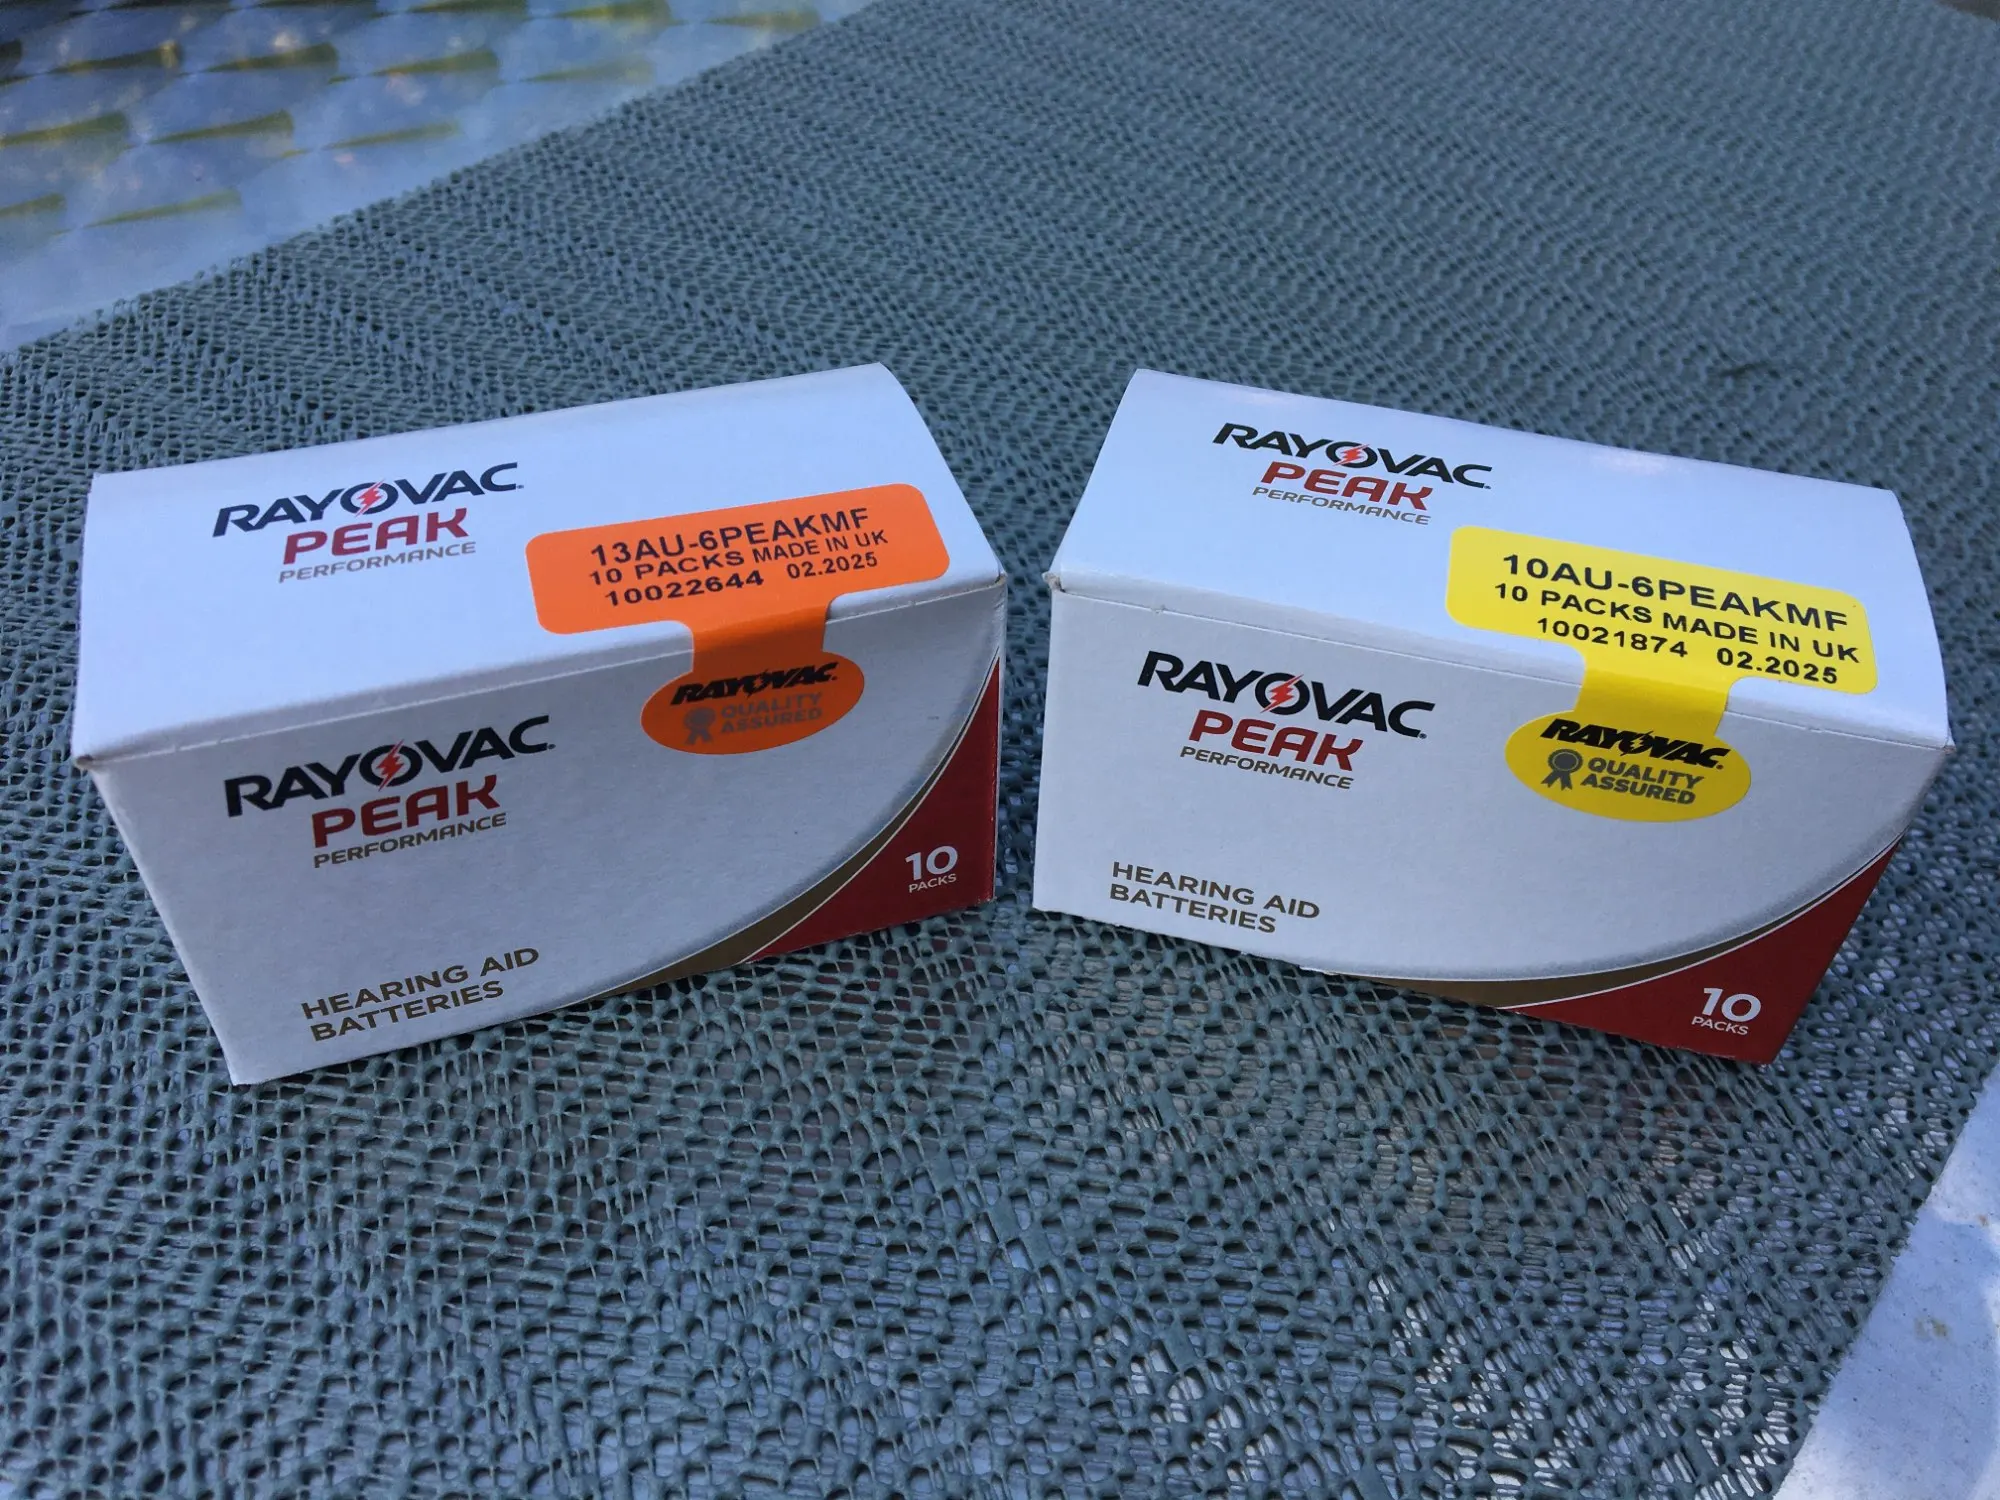 RAYOVAC
PEAK
PERFORMANCE
13AU-6PEAKMF
10 PACKS MADE IN UK
10022644 02.2025
RAYOVAC
QUALITY
ASSURED
RAYOVAC
PEAK
PERFORMANCE
10
PACKS
HEARING AID
BATTERIES
RAYOVAC
PEAK
PERFORMANCE
10AU-6PEAKMF
10 PACKS MADE IN UK
10021874 02.2025
RAYOVAC
QUALITY
ASSURED
RAYOVAC
PEAK
PERFORMANCE
HEARING AID
BATTERIES
10
PACKS